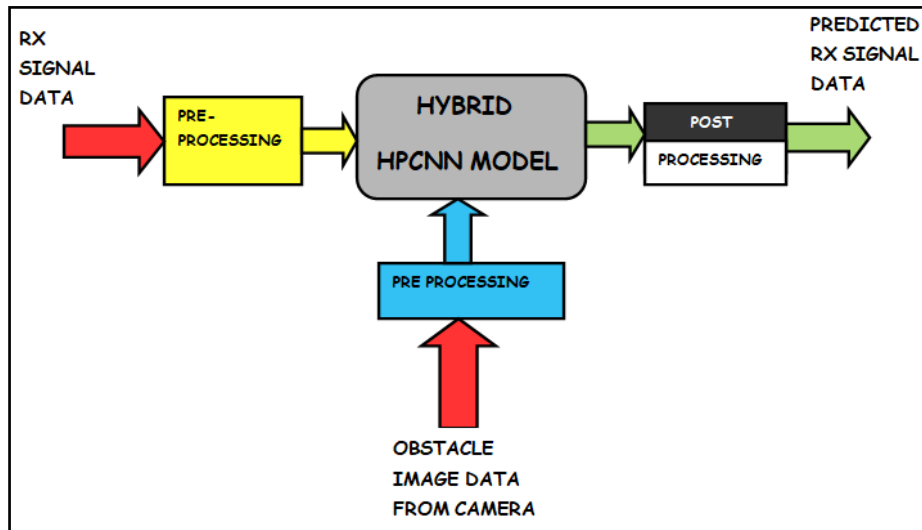 RX
SIGNAL
DATA
PRE-
PROCESSING
HYBRID
HPCNN MODEL
POST
PROCESSING
PREDICTED
RX SIGNAL
DATA
PRE PROCESSING
OBSTACLE
IMAGE DATA
FROM CAMERA